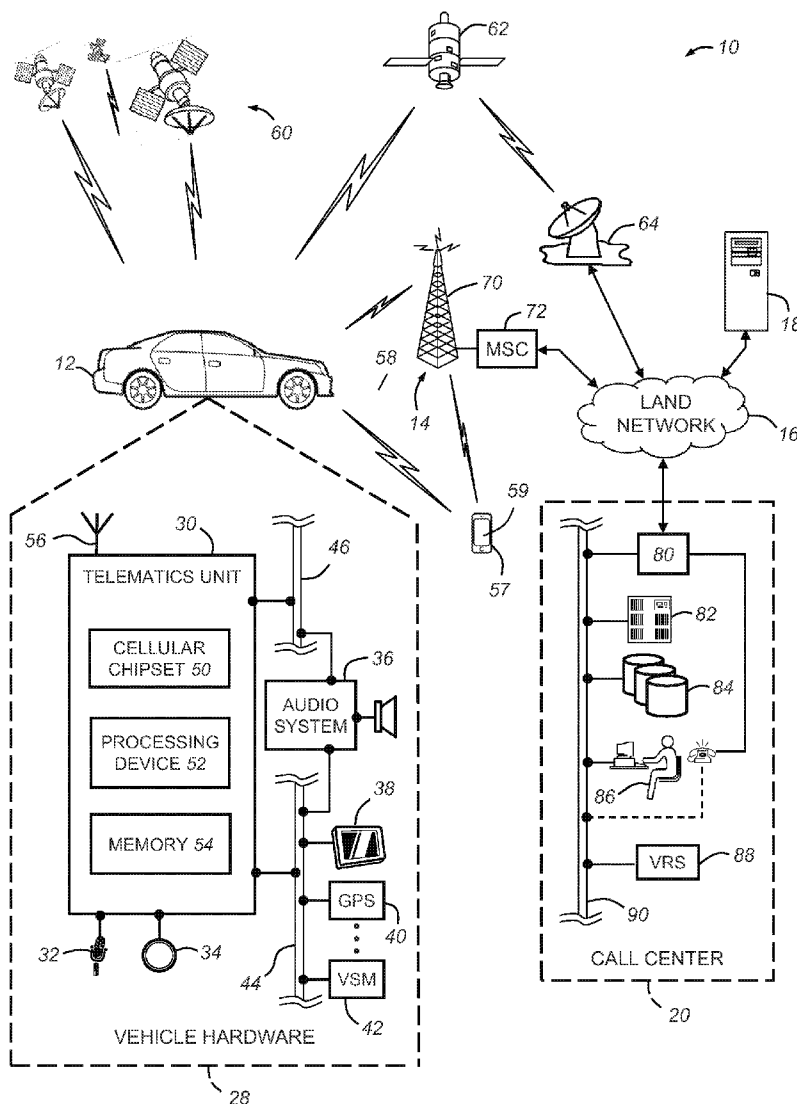 62
10
60
64
70
72
MSC
18
12
58
14
LAND
NETWORK
16
59
57
56
30
46
TELEMATICS UNIT
CELLULAR
CHIPSET 50
36
AUDIO
SYSTEM
PROCESSING
DEVICE 52
38
MEMORY 54
GPS
40
32
34
44
VSM
42
VEHICLE HARDWARE
28
80
82
84
86
VRS
88
90
CALL CENTER
20